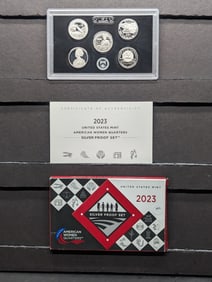 CERTIFICATE OF AUTHENTICITY
2023
UNITED STATES MINT
AMERICAN WOMEN QUARTERS
SILVER PROOF SET™
UNITED STATES MINT
2023
SILVER PROOF SET
AMERICAN
WOMEN
QUARTERS